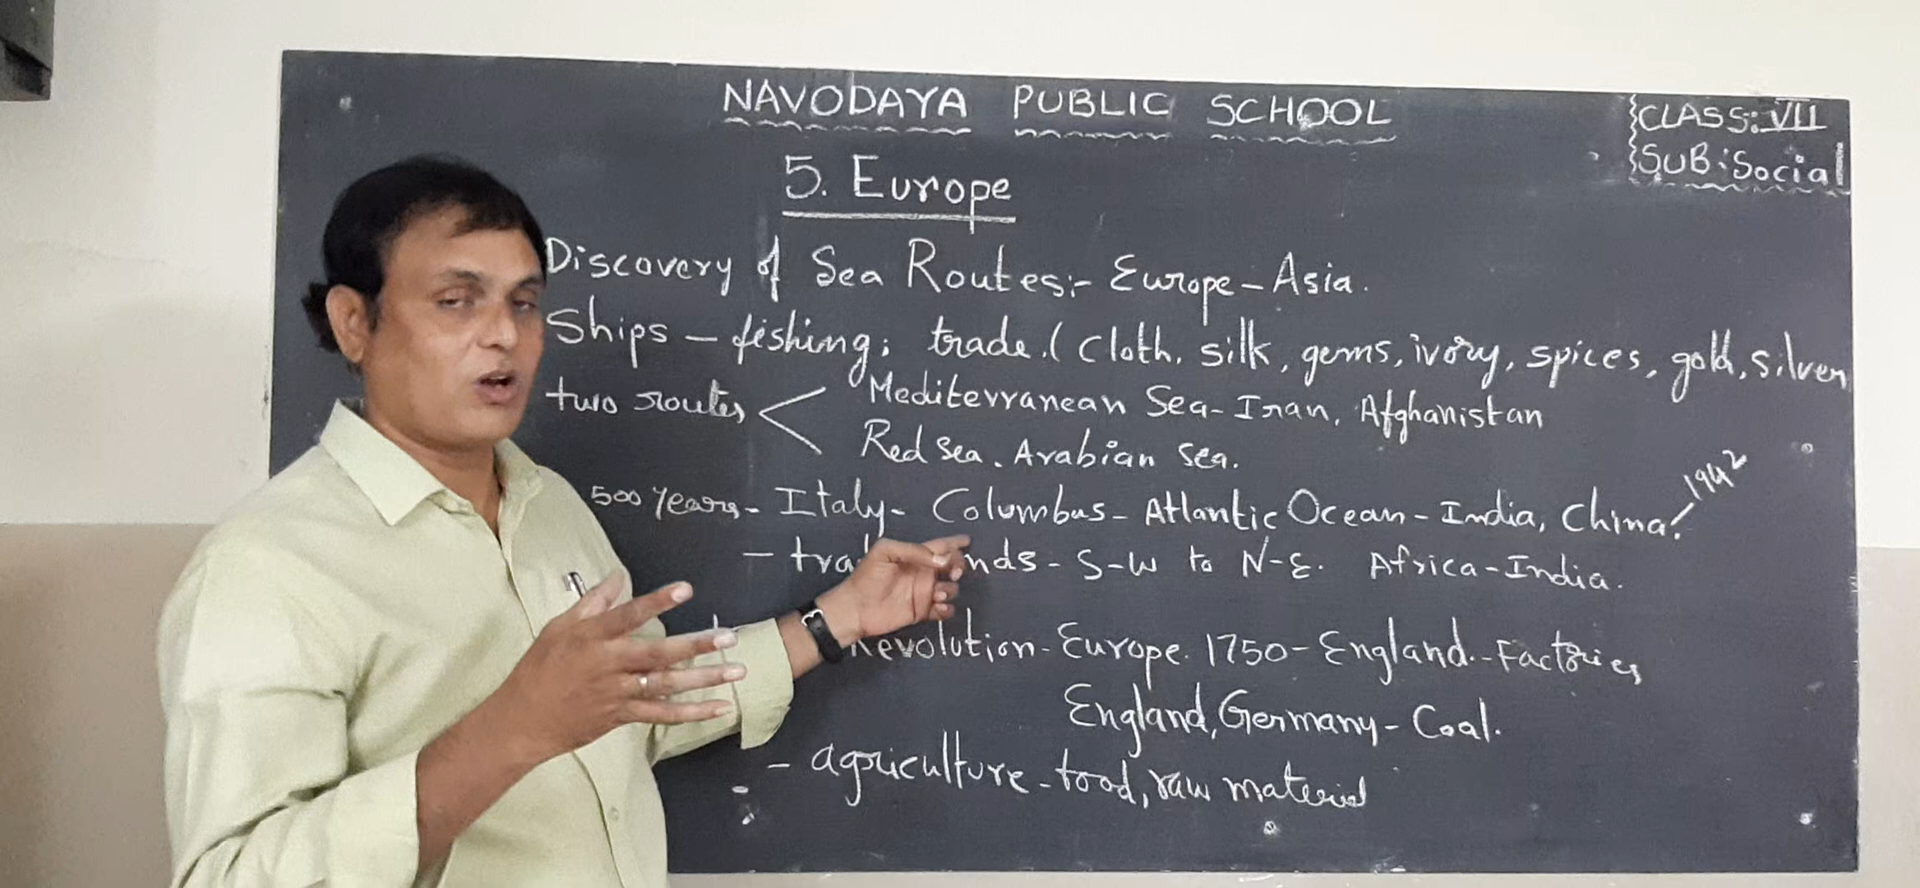 NAVODAYA PUBLIC SCHOOL
CLASS: VII
SUB: Social
5. Europe
Discovery of Sea Routes:- Europe - Asia.
Ships - fishing; trade. ( Cloth, silk, gems, ivory, spices, gold, silver
two routes < Mediterranean Sea - Iran, Afghanistan
Red Sea. Arabian Sea.
1942
500 years - Italy - Columbus - Atlantic Ocean - India, China!
- S-W to N-E. Africa - India.
Revolution - Europe. 1750 - England. - Factories
England, Germany - Coal.
- agriculture - food, raw material